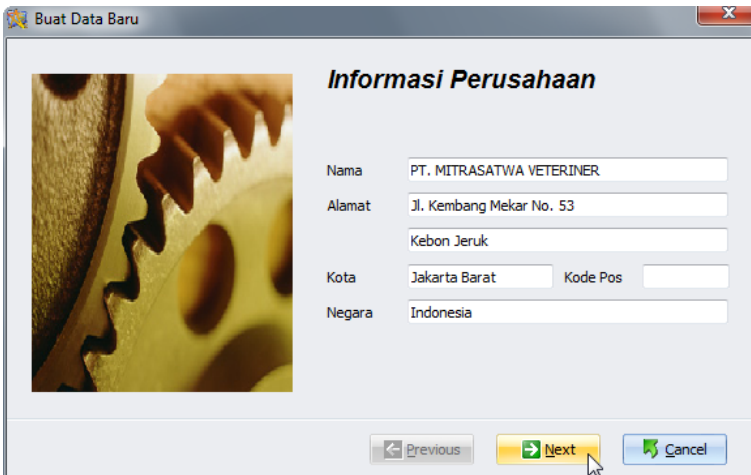 Buat Data Baru
Informasi Perusahaan
Nama PT. MITRASATWA VETERINER
Alamat Jl. Kembang Mekar No. 53
Kebon Jeruk
Kota Jakarta Barat Kode Pos
Negara Indonesia
Previous Next Cancel